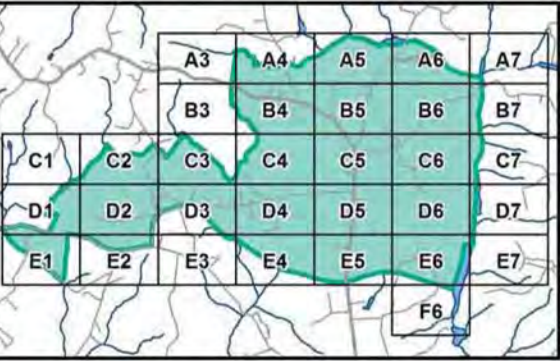 A3 A4 A5 A6 A7
B3 B4 B5 B6 B7
C1 C2 C3 C4 C5 C6 C7
D1 D2 D3 D4 D5 D6 D7
E1 E2 E3 E4 E5 E6 E7
F6